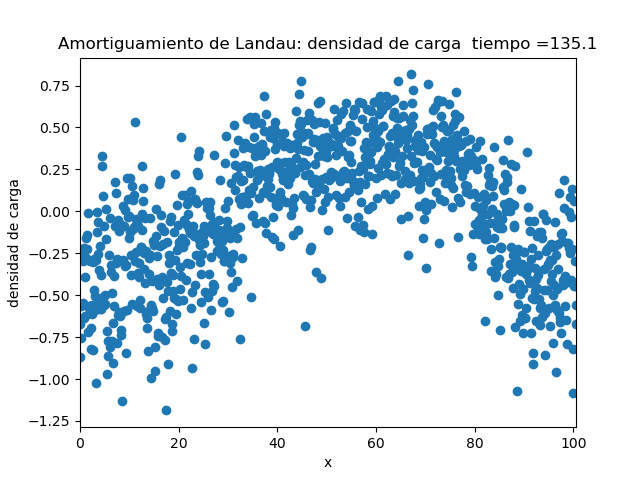 Amortiguamiento de Landau: densidad de carga  tiempo =135.1
0.75
0.50
0.25
0.00
−0.25
−0.50
−0.75
−1.00
−1.25
densidad de carga
0 20 40 60 80 100
x